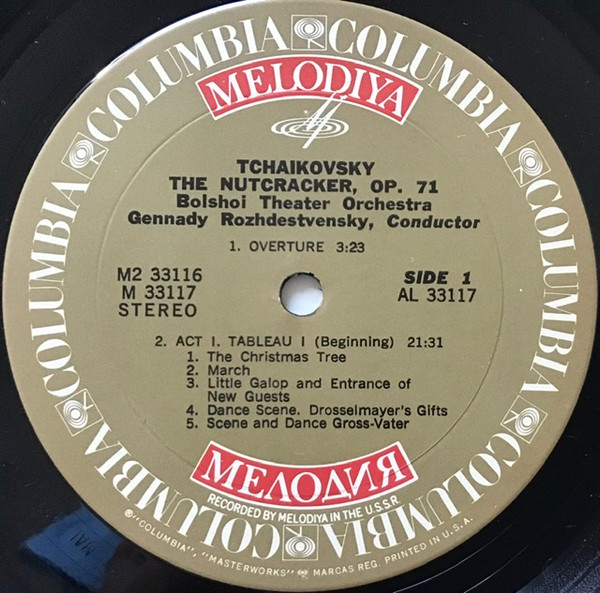 COLUMBIA COLUMBIA COLUMBIA COLUMBIA COLUMBIA COLUMBIA
MELODIYA
TCHAIKOVSKY
THE NUTCRACKER, OP. 71
Bolshoi Theater Orchestra
Gennady Rozhdestvensky, Conductor
1. OVERTURE 3:23
M2 33116
M 33117
STEREO
SIDE 1
AL 33117
2. ACT I. TABLEAU I (Beginning) 21:31
1. The Christmas Tree
2. March
3. Little Galop and Entrance of
New Guests
4. Dance Scene. Drosselmayer's Gifts
5. Scene and Dance Gross-Vater
МЕЛОДИЯ
RECORDED BY MELODIYA IN THE U.S.S.R.
℗"COLUMBIA", "MASTERWORKS" MARCAS REG. PRINTED IN U.S.A.